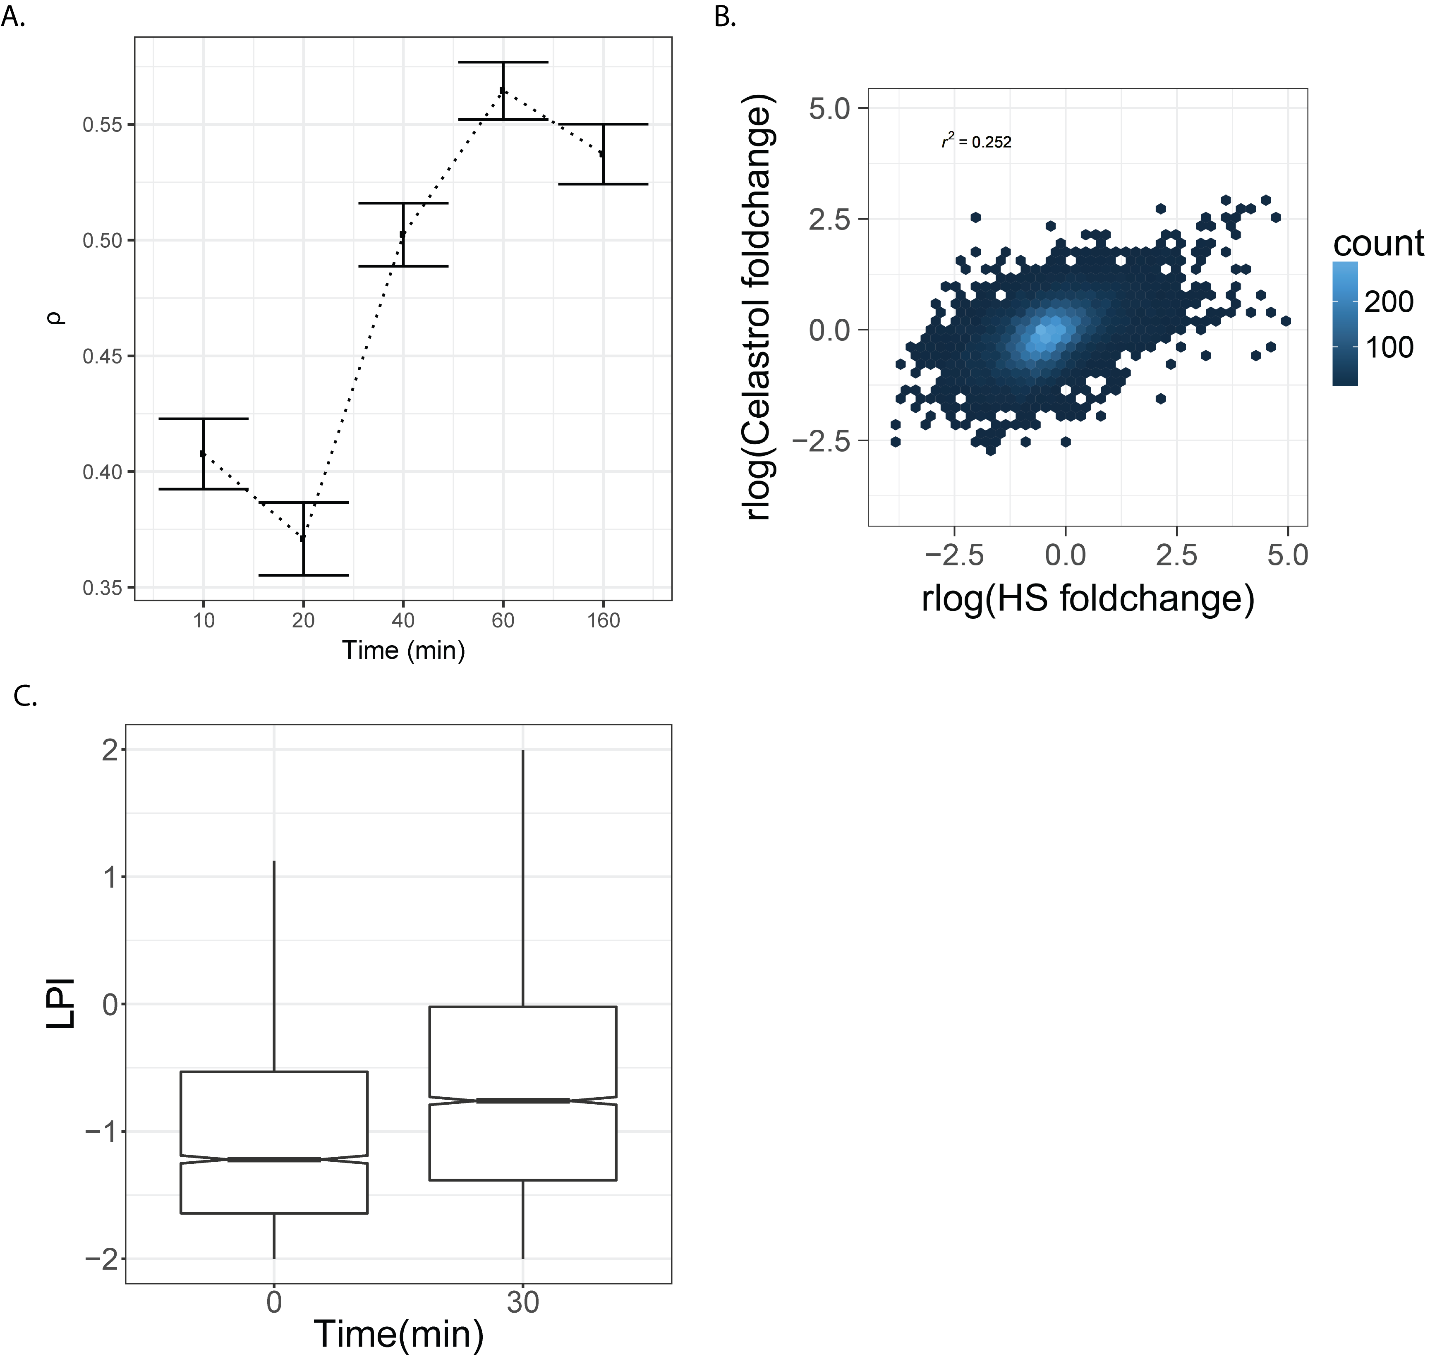 A.
0.55
0.50
0.45
0.40
0.35
ρ
10 20 40 60 160
Time (min)
B.
5.0
2.5
0.0
−2.5
rlog(Celastrol foldchange)
r² = 0.252
−2.5 0.0 2.5 5.0
rlog(HS foldchange)
count
200
100
C.
2
1
0
−1
−2
LPI
0 30
Time(min)